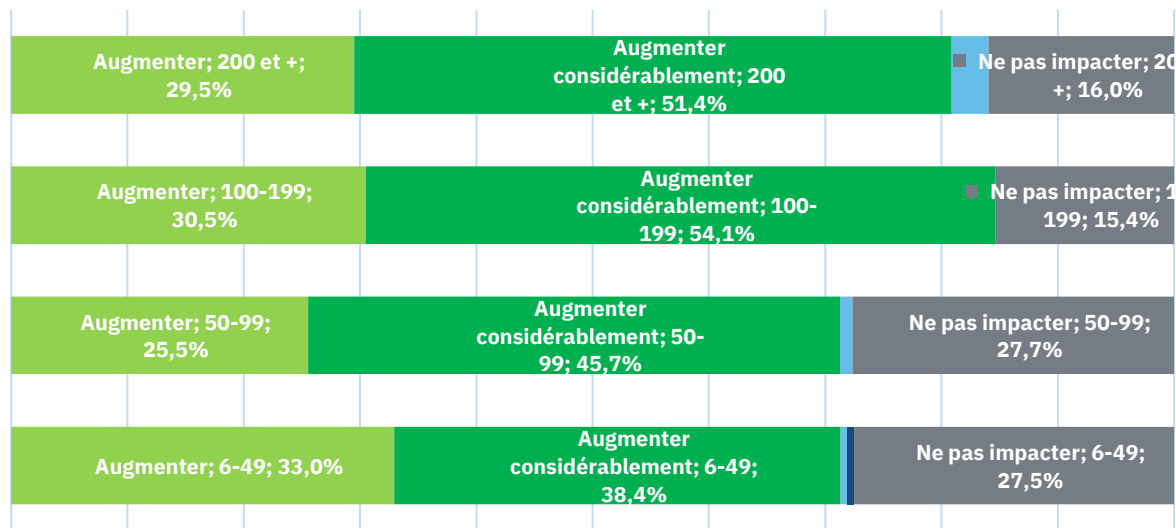 Augmenter; 200 et +;
29,5%
Augmenter
considérablement; 200
et +; 51,4%
Ne pas impacter; 20
+; 16,0%
Augmenter; 100-199;
30,5%
Augmenter
considérablement; 100-
199; 54,1%
Ne pas impacter; 1
199; 15,4%
Augmenter; 50-99;
25,5%
Augmenter
considérablement; 50-
99; 45,7%
Ne pas impacter; 50-99;
27,7%
Augmenter; 6-49; 33,0%
Augmenter
considérablement; 6-49;
38,4%
Ne pas impacter; 6-49;
27,5%